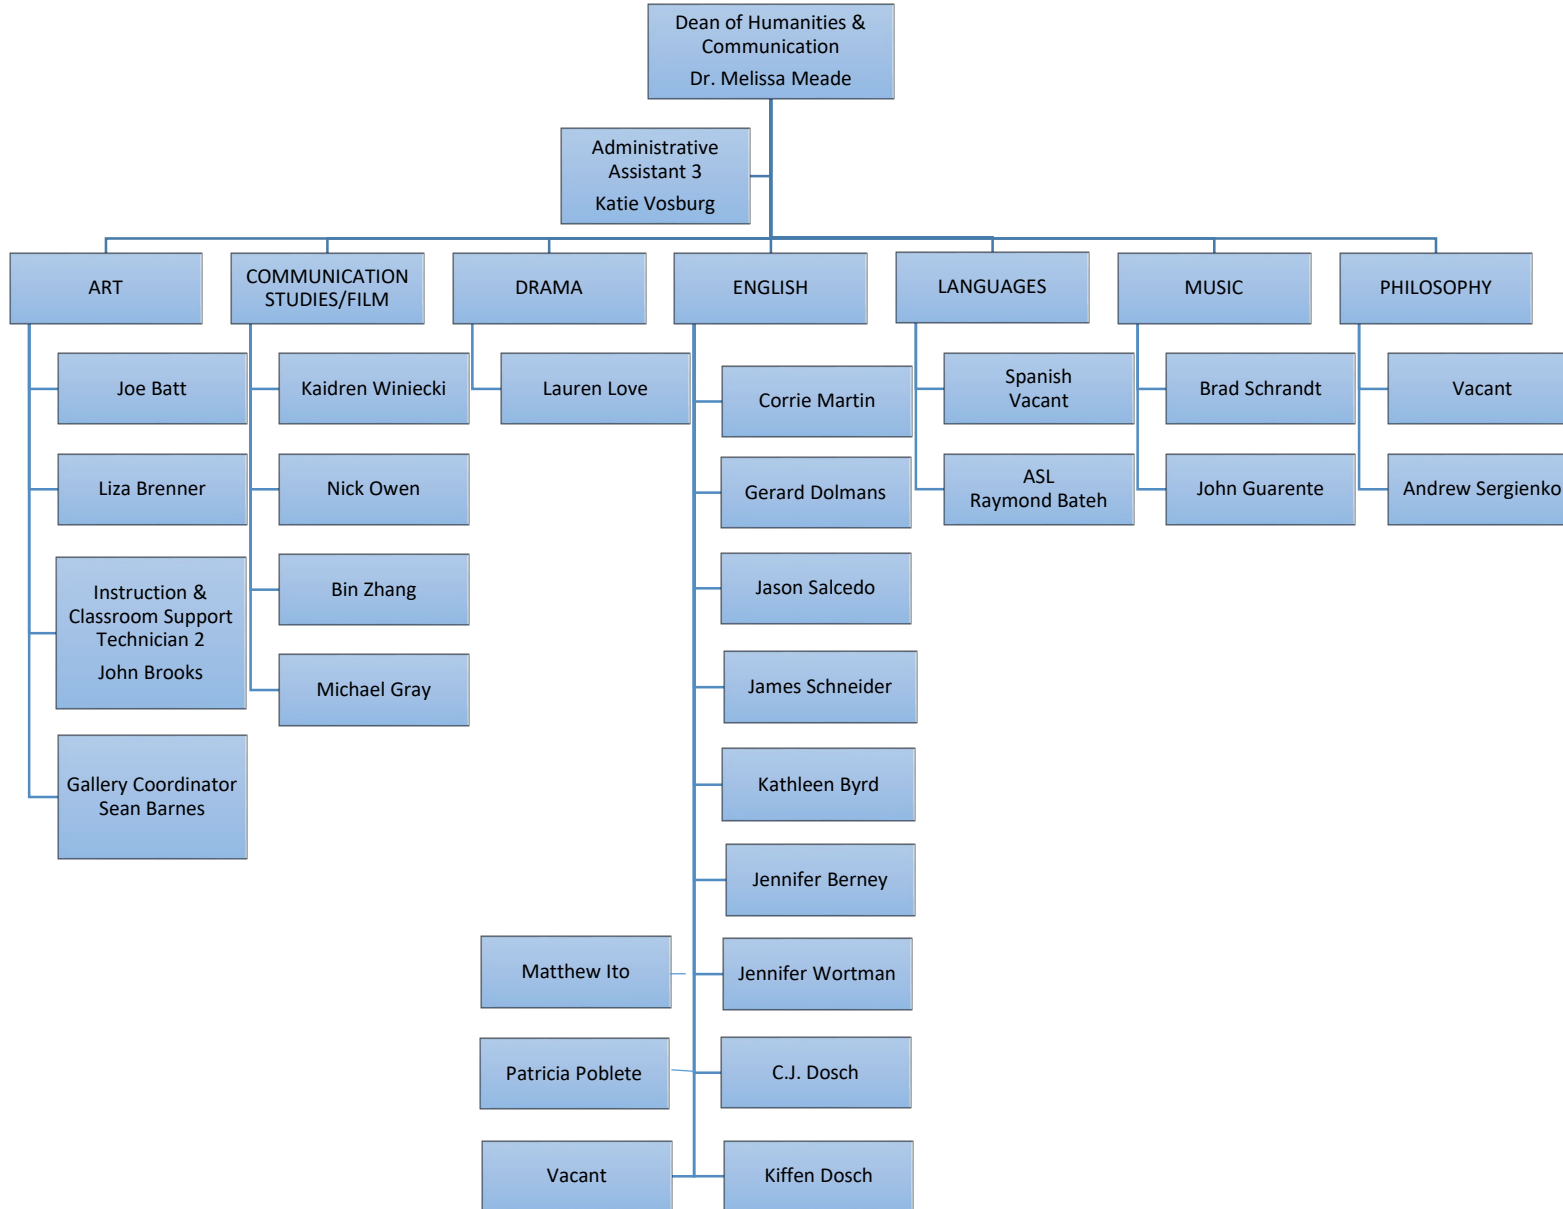 Dean of Humanities &
Communication
Dr. Melissa Meade
Administrative
Assistant 3
Katie Vosburg
ART
COMMUNICATION
STUDIES/FILM
DRAMA
ENGLISH
LANGUAGES
MUSIC
PHILOSOPHY
Joe Batt
Liza Brenner
Instruction &
Classroom Support
Technician 2
John Brooks
Gallery Coordinator
Sean Barnes
Kaidren Winiecki
Nick Owen
Bin Zhang
Michael Gray
Lauren Love
Corrie Martin
Gerard Dolmans
Jason Salcedo
James Schneider
Kathleen Byrd
Jennifer Berney
Matthew Ito
Jennifer Wortman
Patricia Poblete
C.J. Dosch
Vacant
Kiffen Dosch
Spanish
Vacant
ASL
Raymond Bateh
Brad Schrandt
John Guarente
Vacant
Andrew Sergienko